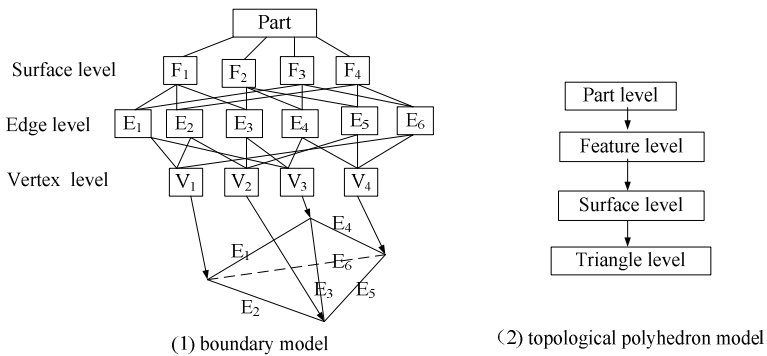 Part
Surface level F1 F2 F3 F4
Edge level E1 E2 E3 E4 E5 E6
Vertex level V1 V2 V3 V4
E4
E1
E6
E3 E5
E2
(1) boundary model
Part level
Feature level
Surface level
Triangle level
(2) topological polyhedron model